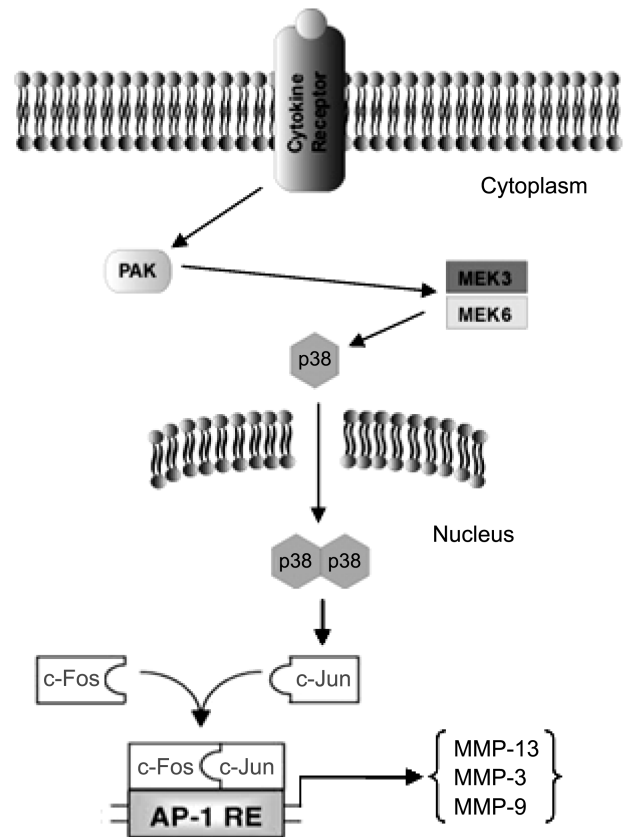 Cytokine
Receptor
Cytoplasm
PAK
MEK3
MEK6
p38
Nucleus
p38 p38
c-Fos c-Jun
c-Fos c-Jun
AP-1 RE
MMP-13
MMP-3
MMP-9